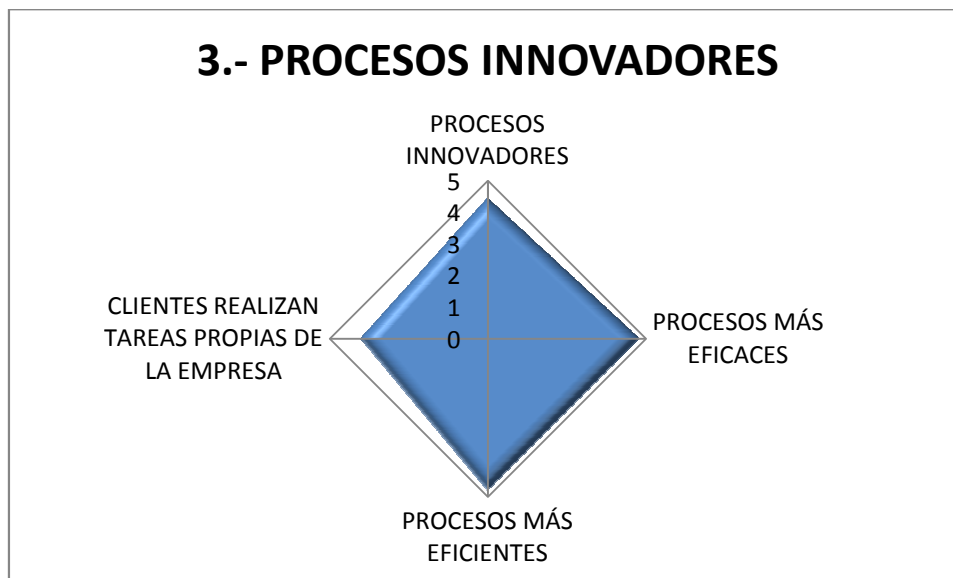 3.- PROCESOS INNOVADORES
PROCESOS
INNOVADORES
5
4
3
2
1
0
CLIENTES REALIZAN
TAREAS PROPIAS DE
LA EMPRESA
PROCESOS MÁS
EFICACES
PROCESOS MÁS
EFICIENTES